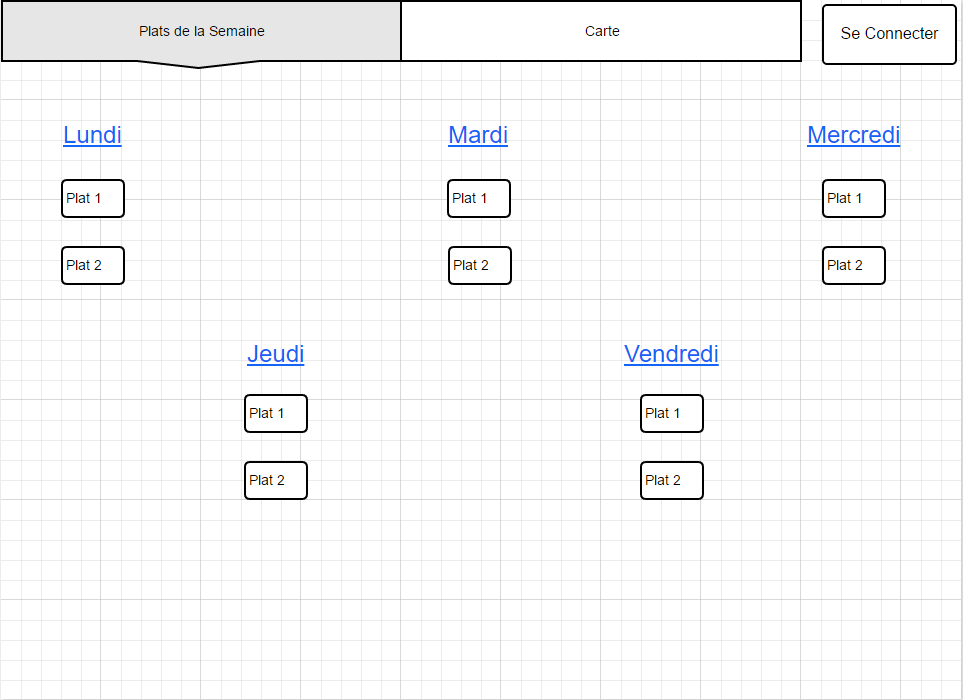 Plats de la Semaine
Carte
Se Connecter
Lundi
Mardi
Mercredi
Plat 1
Plat 1
Plat 1
Plat 2
Plat 2
Plat 2
Jeudi
Vendredi
Plat 1
Plat 1
Plat 2
Plat 2